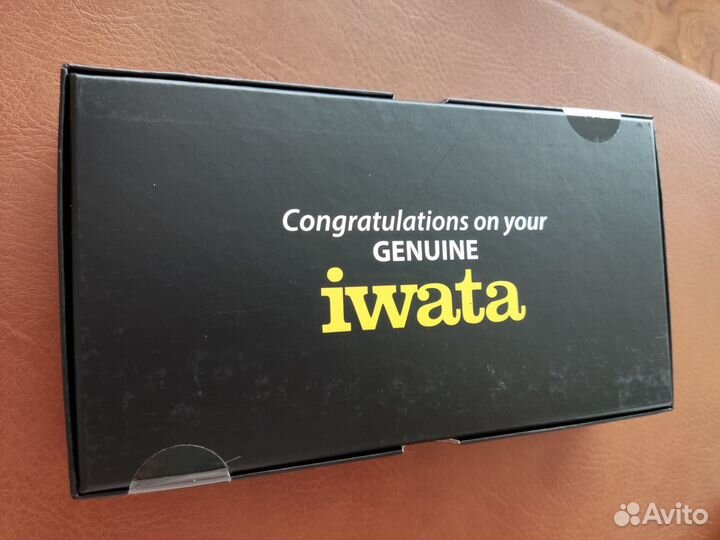 Congratulations on your
GENUINE
iwata
Avito